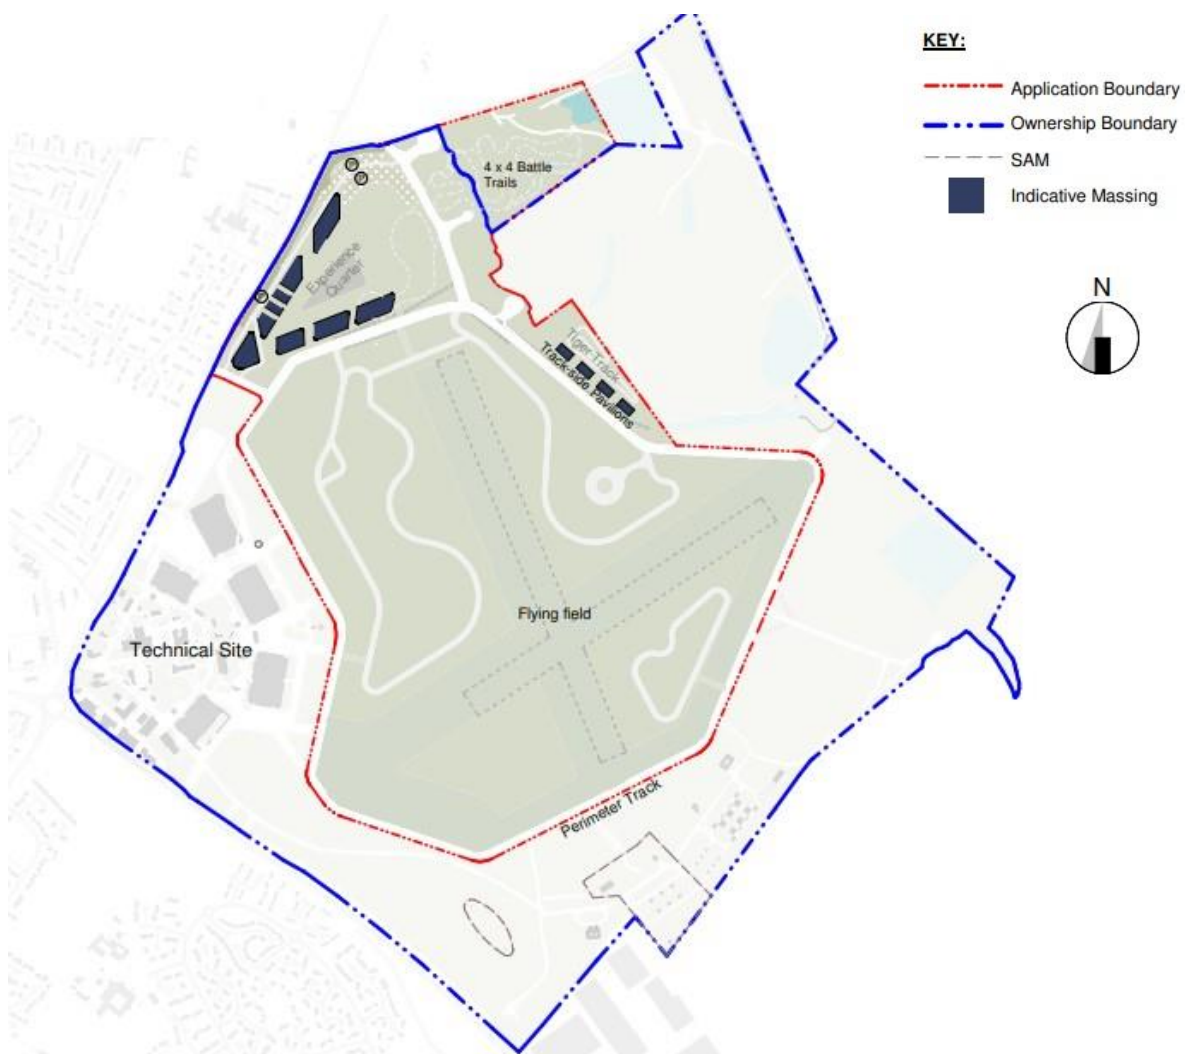 KEY:
Application Boundary
Ownership Boundary
SAM
Indicative Massing
N
4 x 4 Battle
Trails
Experience
Quarter
Tiger Track
Track-side Pavilions
Flying field
Technical Site
Perimeter Track